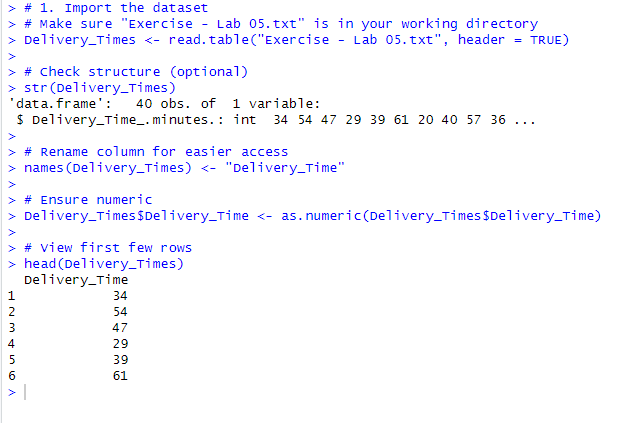 > # 1. Import the dataset
> # Make sure "Exercise - Lab 05.txt" is in your working directory
> Delivery_Times <- read.table("Exercise - Lab 05.txt", header = TRUE)
>
> # Check structure (optional)
> str(Delivery_Times)
'data.frame':   40 obs. of  1 variable:
 $ Delivery_Time_.minutes.: int  34 54 47 29 39 61 20 40 57 36 ...
>
> # Rename column for easier access
> names(Delivery_Times) <- "Delivery_Time"
>
> # Ensure numeric
> Delivery_Times$Delivery_Time <- as.numeric(Delivery_Times$Delivery_Time)
>
> # View first few rows
> head(Delivery_Times)
  Delivery_Time
1            34
2            54
3            47
4            29
5            39
6            61
>